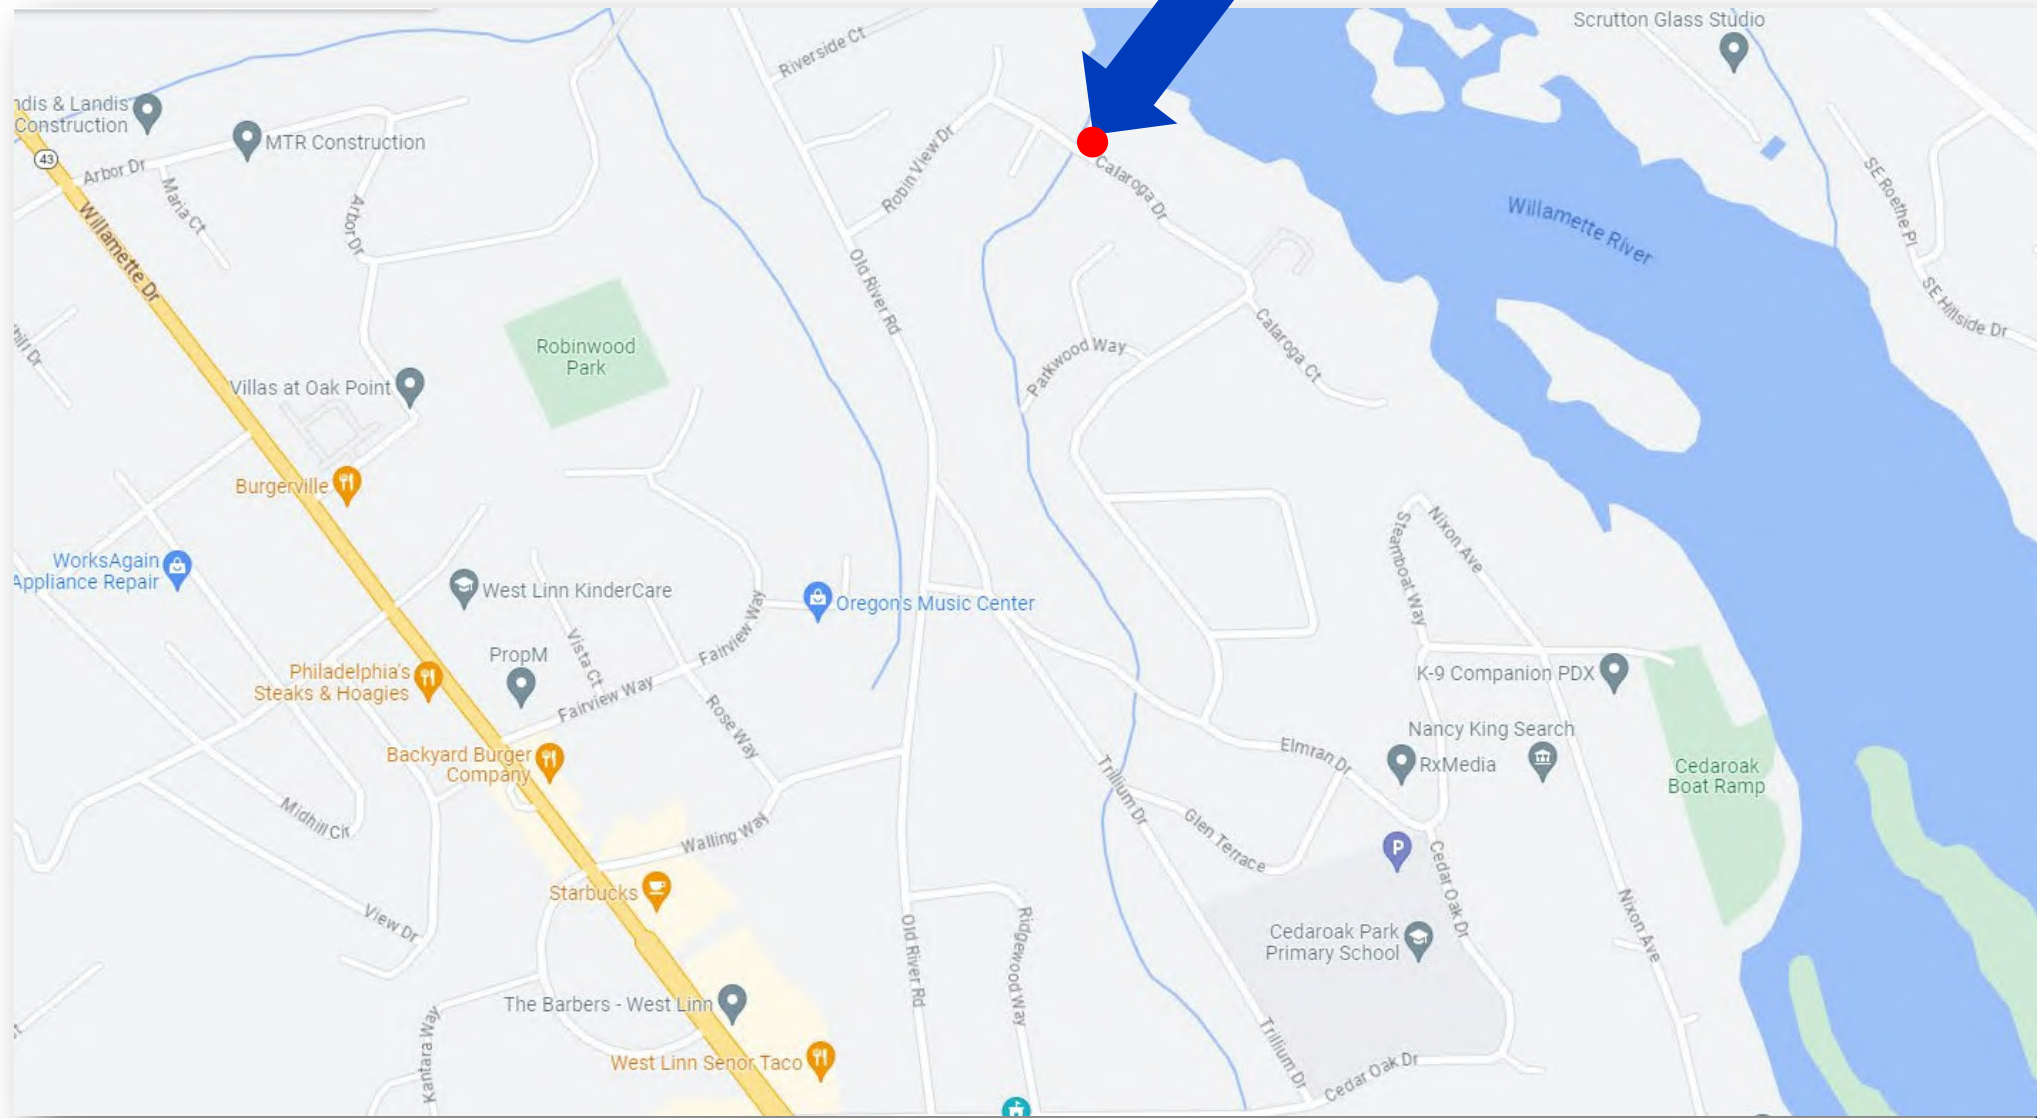 Scrutton Glass Studio
Riverside Ct
ndis & Landis
Construction
MTR Construction
43
Arbor Dr
Maria Ct
Arbor Dr
Willamette Dr
Robin View Dr
Calaroga Dr
Willamette River
SE Roethe Pl
SE Hillside Dr
Old River Rd
Robinwood
Park
Parkwood Way
Calaroga Ct
hill Dr
Villas at Oak Point
Burgerville
WorksAgain
Appliance Repair
West Linn KinderCare
Oregon's Music Center
Steamboat Way
Nixon Ave
Vista Ct
Fairview Way
PropM
Philadelphia's
Steaks & Hoagies
Fairview Way
Rose Way
K-9 Companion PDX
Nancy King Search
RxMedia
Elmran Dr
Backyard Burger
Company
Trillium Dr
Cedaroak
Boat Ramp
Midhill Cir
Walling Way
Glen Terrace
P
Cedar Oak Dr
Starbucks
View Dr
Old River Rd
Ridgewood Way
Cedaroak Park
Primary School
Nixon Ave
The Barbers - West Linn
Kantara Way
West Linn Senor Taco
Trillium Dr
Cedar Oak Dr